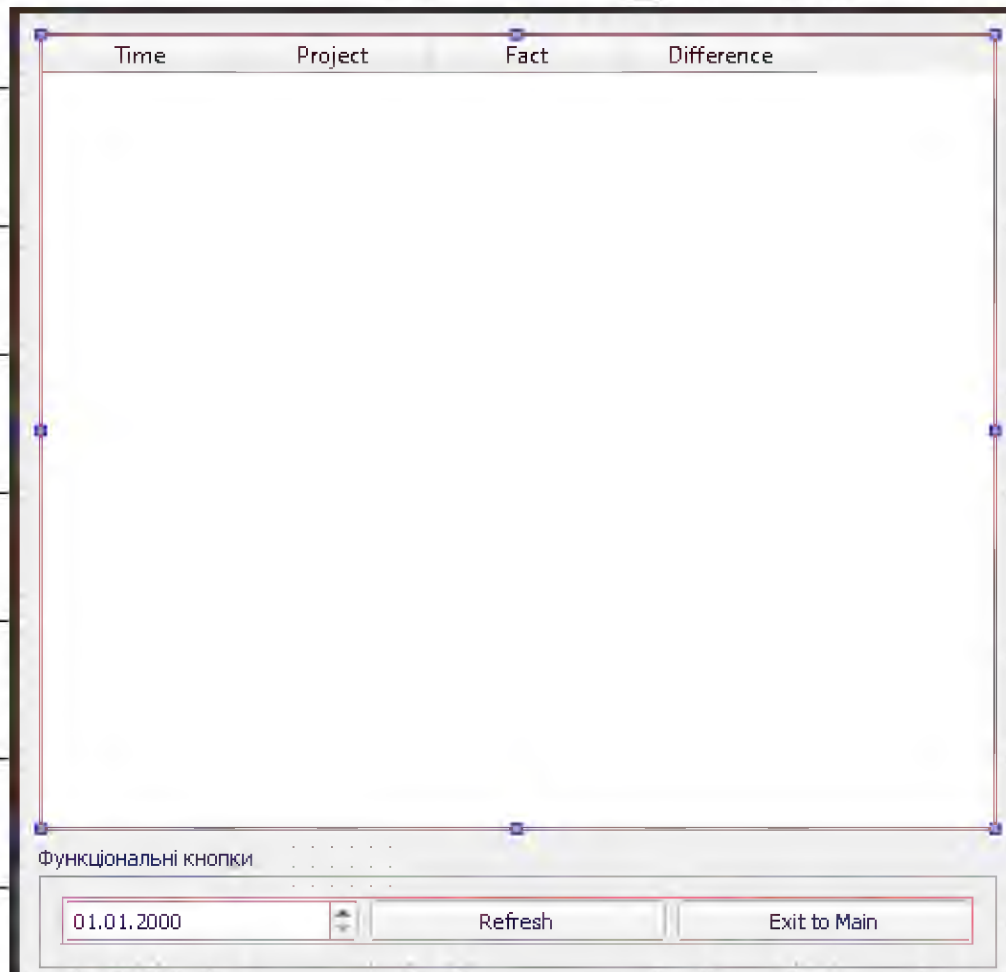 Time Project Fact Difference
Функціональні кнопки
01.01.2000 Refresh Exit to Main